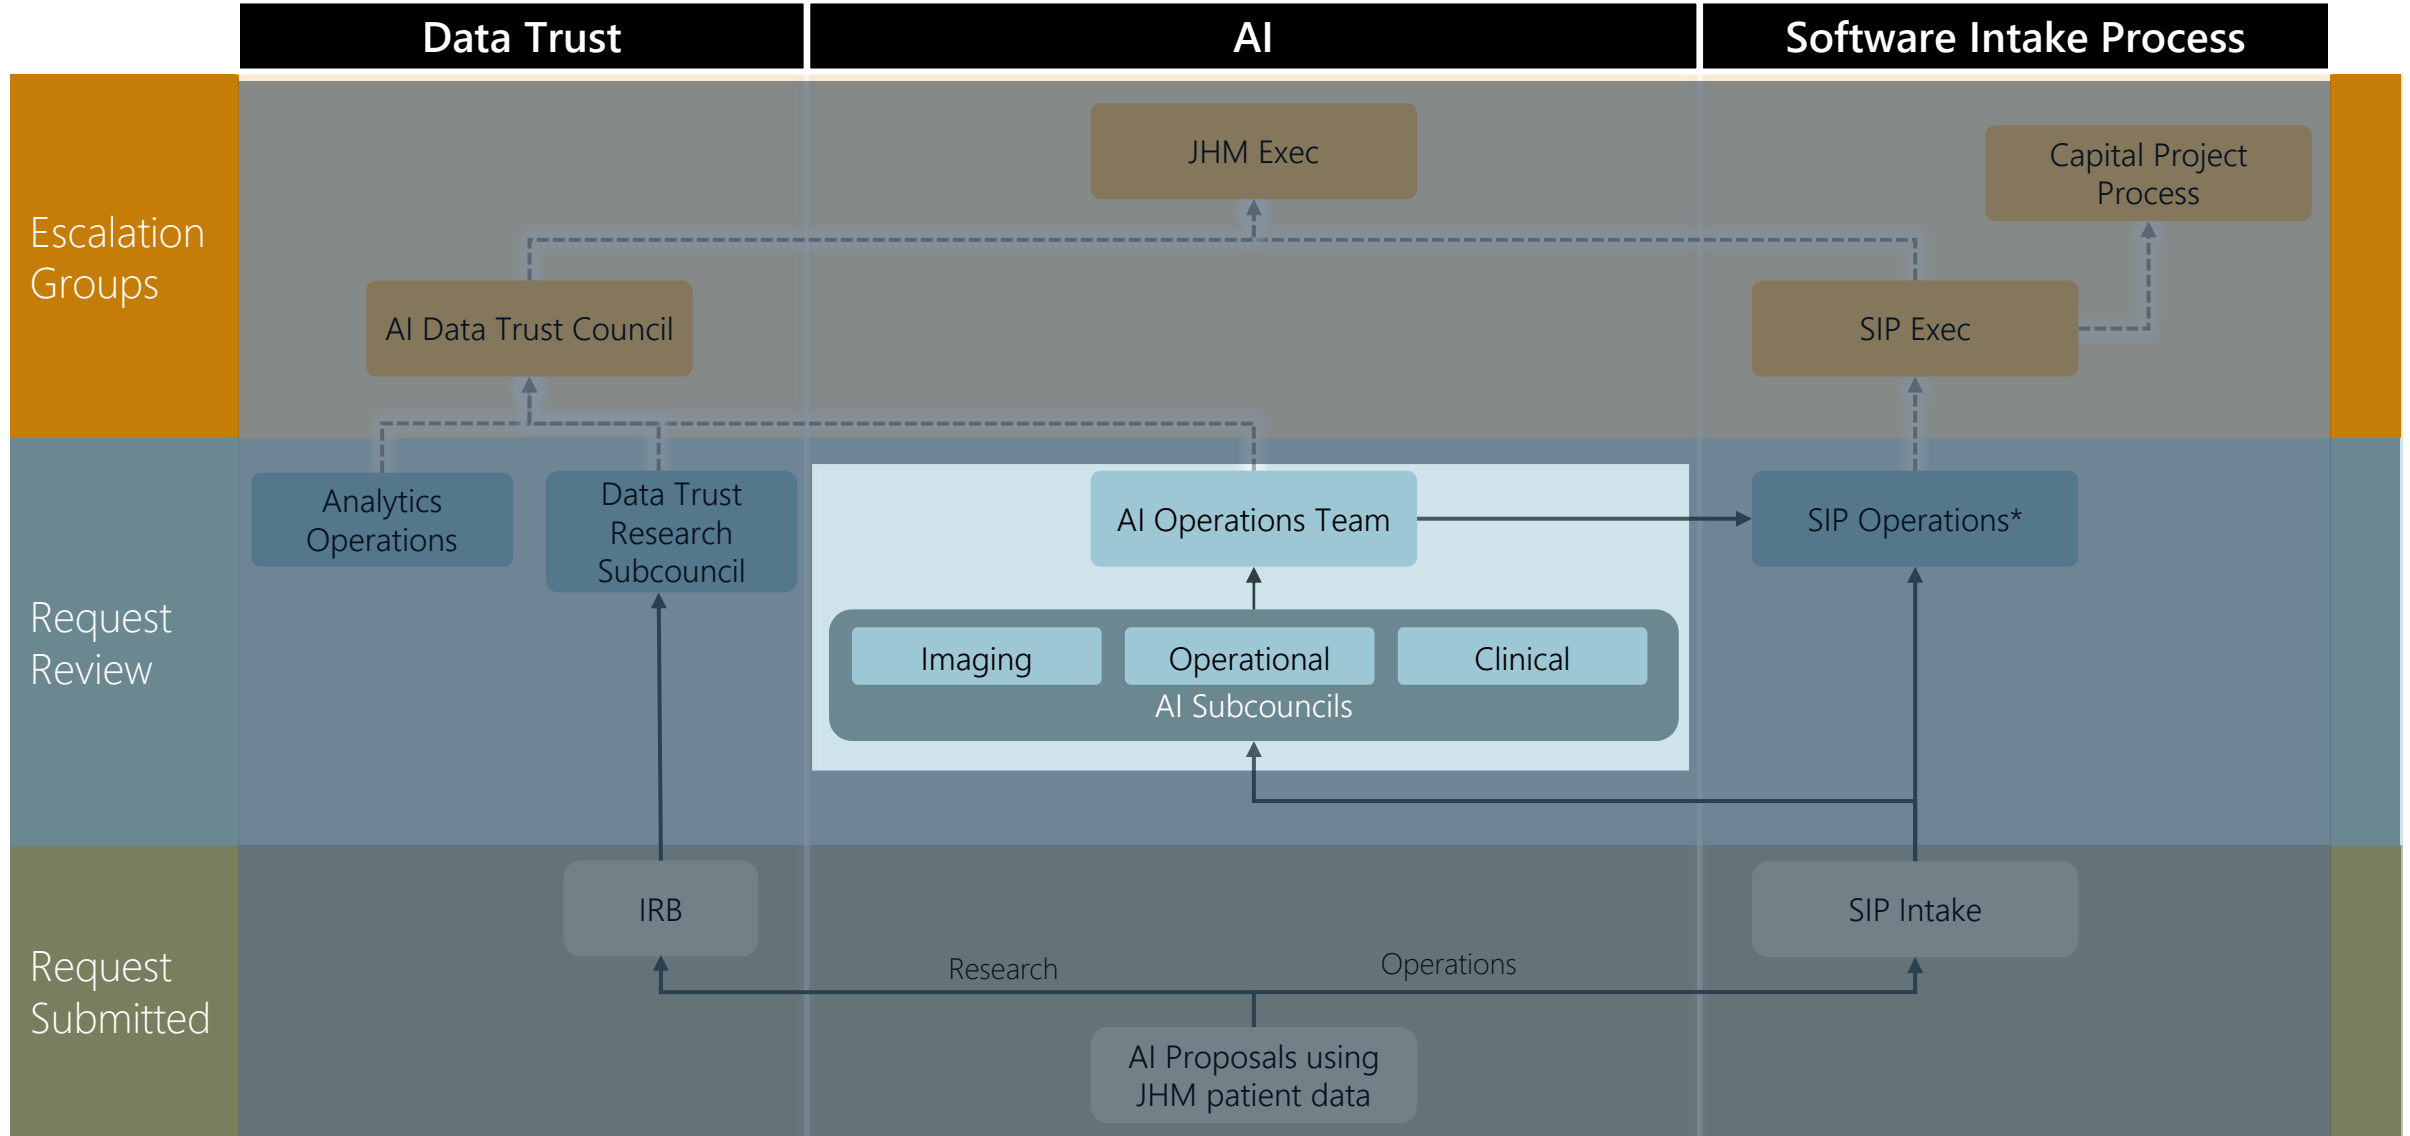 Data Trust
AI
Software Intake Process
Escalation
Groups
JHM Exec
Capital Project
Process
AI Data Trust Council
SIP Exec
Request
Review
Analytics
Operations
Data Trust
Research
Subcouncil
AI Operations Team
SIP Operations*
Imaging
Operational
Clinical
AI Subcouncils
Request
Submitted
IRB
SIP Intake
Research
Operations
AI Proposals using
JHM patient data